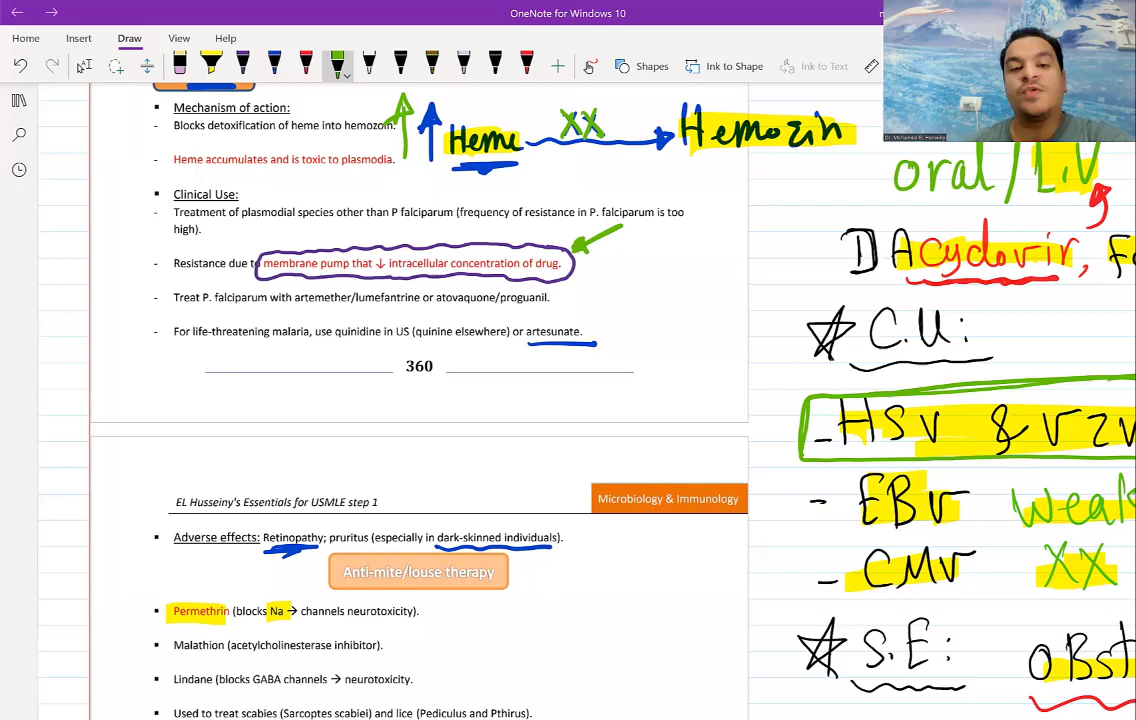 OneNote for Windows 10
Home Insert Draw View Help
Shapes Ink to Shape Ink to Text
Dr. Mohamed EL Husseiny
Mechanism of action:
- Blocks detoxification of heme into hemozoin.
Heme XX Hemozoin
- Heme accumulates and is toxic to plasmodia.
Clinical Use:
- Treatment of plasmodial species other than P falciparum (frequency of resistance in P. falciparum is too
high).
- Resistance due to membrane pump that ↓ intracellular concentration of drug.
- Treat P. falciparum with artemether/lumefantrine or atovaquone/proguanil.
- For life-threatening malaria, use quinidine in US (quinine elsewhere) or artesunate.
360
EL Husseiny's Essentials for USMLE step 1
Microbiology & Immunology
Adverse effects: Retinopathy; pruritus (especially in dark-skinned individuals).
Anti-mite/louse therapy
Permethrin (blocks Na → channels neurotoxicity).
Malathion (acetylcholinesterase inhibitor).
Lindane (blocks GABA channels → neurotoxicity.
Used to treat scabies (Sarcoptes scabiei) and lice (Pediculus and Pthirus).
oral / I.V
Acyclovir,
C.U:
- HSV & VZV
- EBV weak
- CMV XX
S.E: OBst